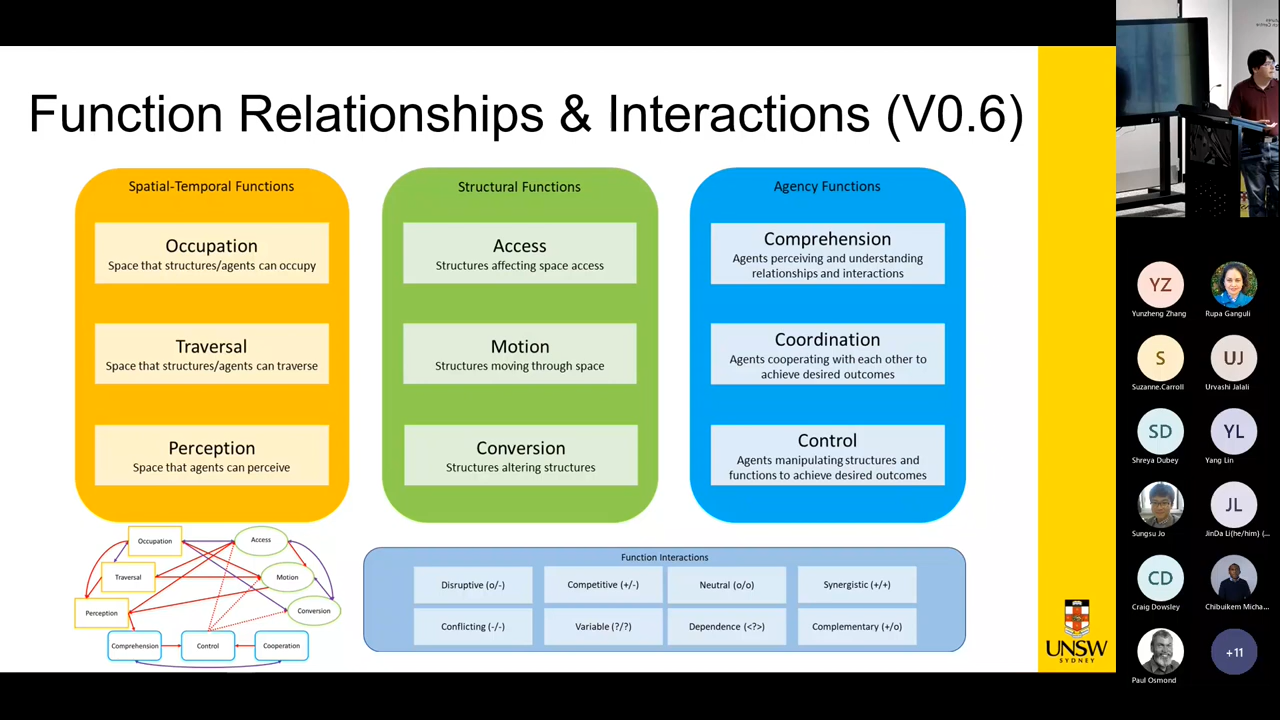 Function Relationships & Interactions (V0.6)
Spatial-Temporal Functions
Occupation
Space that structures/agents can occupy
Traversal
Space that structures/agents can traverse
Perception
Space that agents can perceive
Structural Functions
Access
Structures affecting space access
Motion
Structures moving through space
Conversion
Structures altering structures
Agency Functions
Comprehension
Agents perceiving and understanding
relationships and interactions
Coordination
Agents cooperating with each other to
achieve desired outcomes
Control
Agents manipulating structures and
functions to achieve desired outcomes
Occupation
Access
Traversal
Motion
Perception
Conversion
Comprehension
Control
Cooperation
Function Interactions
Disruptive (o/-)
Competitive (+/-)
Neutral (o/o)
Synergistic (+/+)
Conflicting (-/-)
Variable (?/?)
Dependence (<?>)
Complementary (+/o)
UNSW
SYDNEY
YZ
Yunzheng Zhang
Rupa Ganguli
S
Suzanne.Carroll
UJ
Urvashi Jalali
SD
Shreya Dubey
YL
Yang Lin
Sungsu Jo
JL
JinDa Li(he/him) (...
CD
Craig Dowsley
Chibuikem Micha...
Paul Osmond
+11